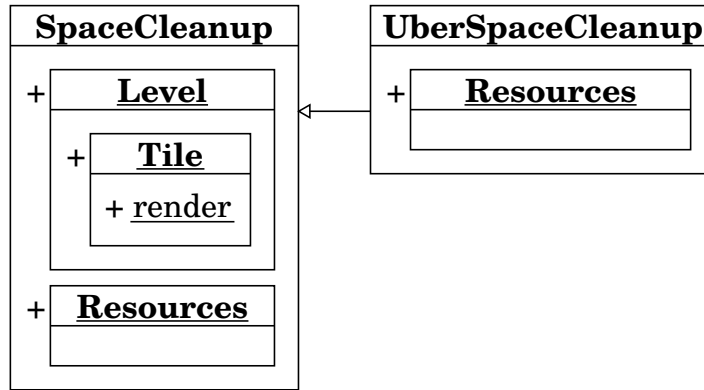 SpaceCleanup
+ Level
+ Tile
+ render
+ Resources
UberSpaceCleanup
+ Resources